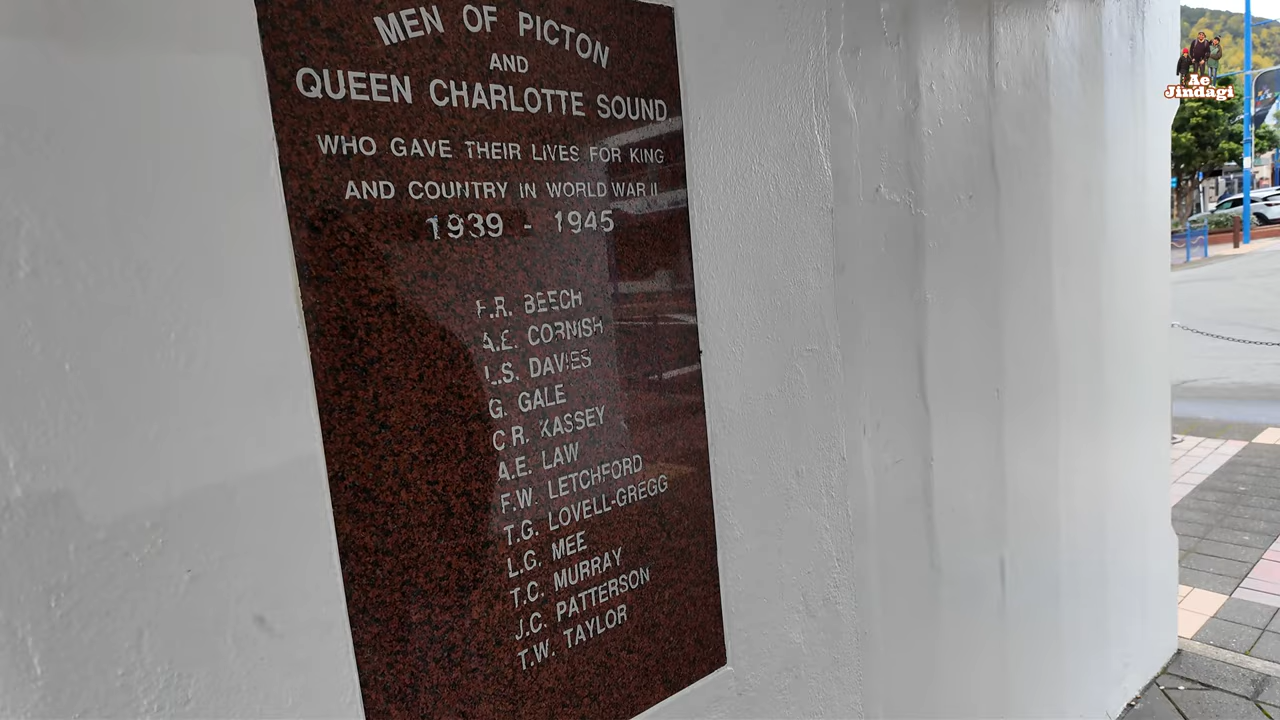 MEN OF PICTON
AND
QUEEN CHARLOTTE SOUND
WHO GAVE THEIR LIVES FOR KING
AND COUNTRY IN WORLD WAR II
1939 - 1945
F.R. BEECH
A.E. CORNISH
L.S. DAVIES
G. GALE
C.R. KASSEY
A.E. LAW
F.W. LETCHFORD
T.G. LOVELL-GREGG
L.G. MEE
T.C. MURRAY
J.C. PATTERSON
T.W. TAYLOR
Ae
Jindagi